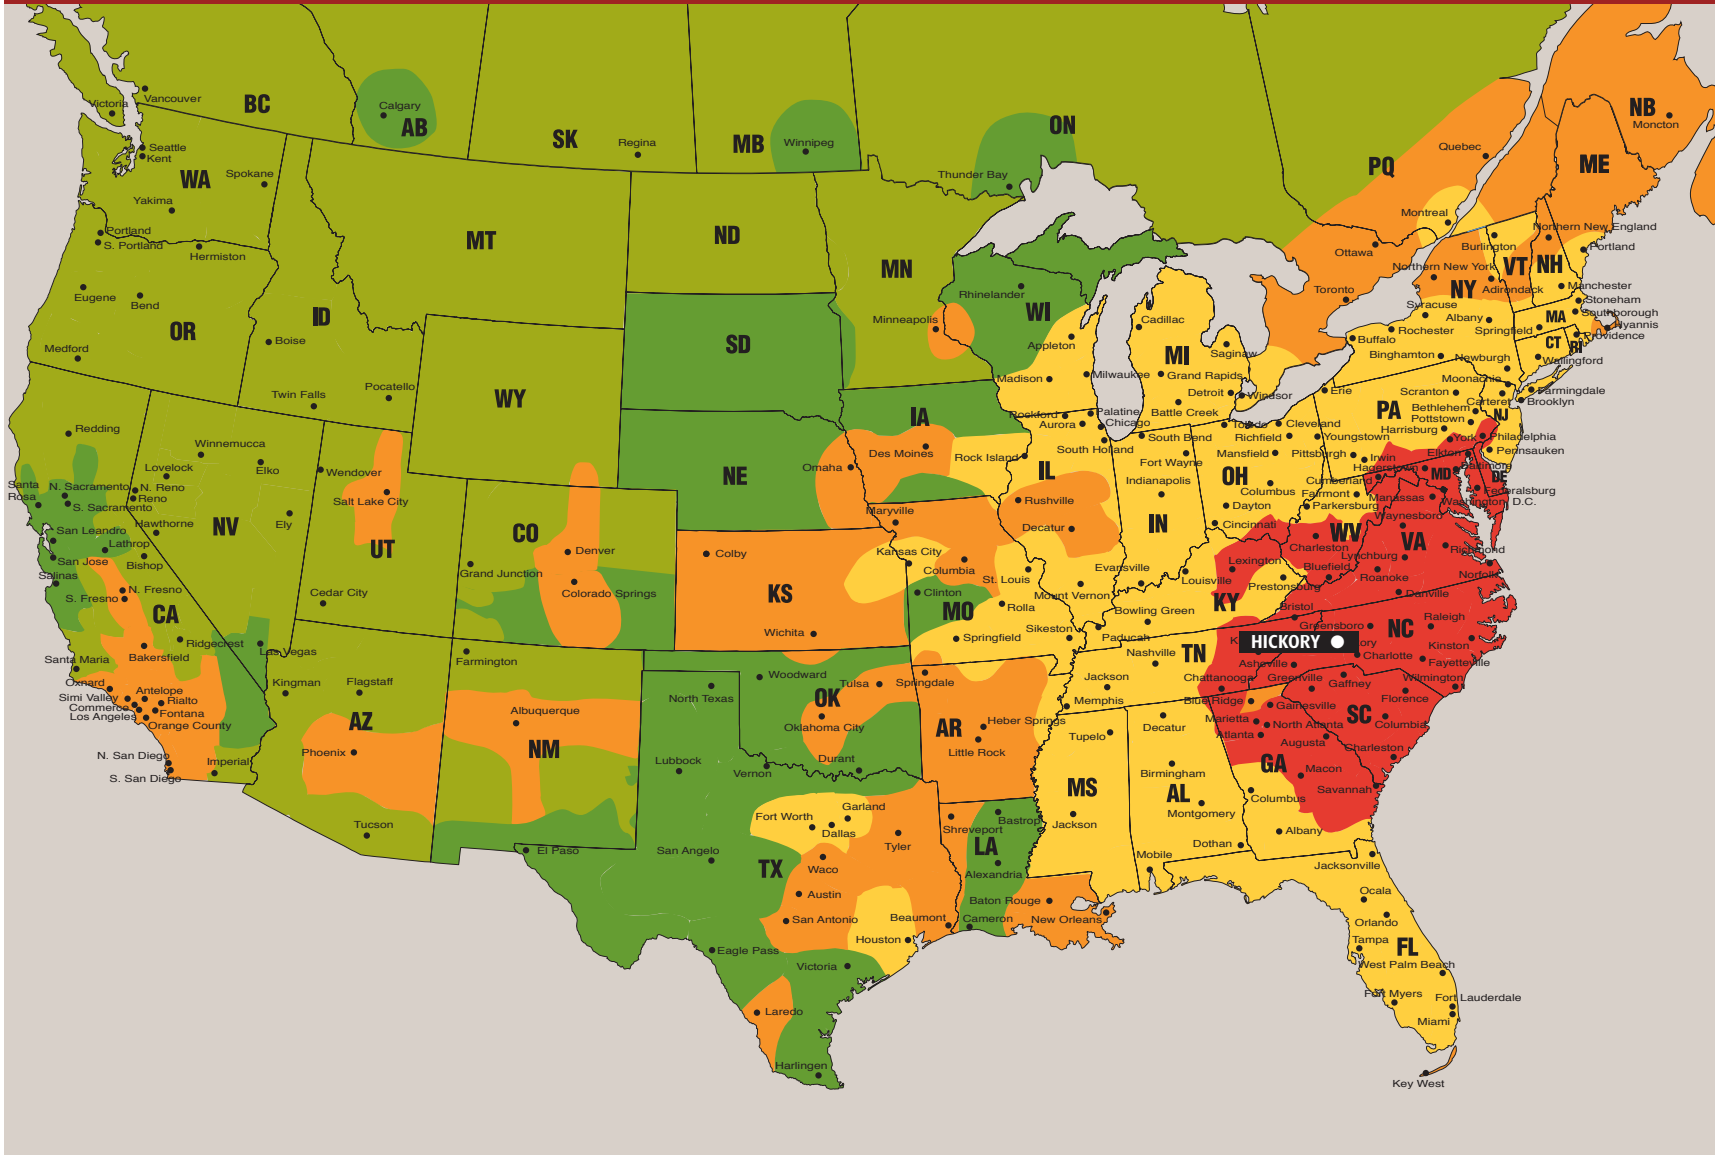 BC
Victoria
Vancouver
Calgary
AB
SK
Regina
MB
Winnipeg
ON
Thunder Bay
PQ
Quebec
Montreal
Ottawa
Toronto
NB
Moncton
ME
Seattle
Kent
WA
Spokane
Yakima
Portland
S. Portland
Hermiston
Eugene
Bend
OR
Medford
ID
Boise
Twin Falls
Pocatello
MT
ND
MN
Minneapolis
SD
WY
NE
Omaha
WI
Rhinelander
Appleton
Madison
Milwaukee
MI
Cadillac
Saginaw
Grand Rapids
Detroit
Battle Creek
Windsor
Northern New England
Portland
Burlington
VT
NH
Northern New York
NY
Adirondack
Manchester
Stoneham
Southborough
Hyannis
Providence
MA
CT
RI
Wallingford
Syracuse
Albany
Springfield
Rochester
Buffalo
Binghamton
Newburgh
Moonachie
Farmingdale
Brooklyn
Carteret
NJ
Scranton
PA
Bethlehem
Pottstown
Harrisburg
York
Philadelphia
Pennsauken
Erie
Pittsburgh
Irwin
Elkton
Baltimore
Hagerstown
MD
DE
Cumberland
Federalsburg
Washington, D.C.
Manassas
Redding
Santa
Rosa
N. Sacramento
S. Sacramento
San Leandro
Lathrop
San Jose
Salinas
N. Fresno
S. Fresno
CA
Bakersfield
Ridgecrest
Santa Maria
Oxnard
Simi Valley
Antelope
Rialto
Commerce
Fontana
Los Angeles
Orange County
N. San Diego
S. San Diego
Imperial
Winnemucca
Lovelock
Elko
N. Reno
Reno
Hawthorne
Bishop
NV
Ely
Las Vegas
Wendover
Salt Lake City
UT
Cedar City
CO
Denver
Grand Junction
Colorado Springs
Kingman
Flagstaff
AZ
Phoenix
Tucson
Farmington
Albuquerque
NM
Colby
KS
Wichita
IA
Des Moines
Maryville
Kansas City
Columbia
Clinton
MO
Rolla
Springfield
St. Louis
Sikeston
Rock Island
Rockford
Aurora
Palatine
Chicago
South Holland
IL
Rushville
Decatur
Mount Vernon
South Bend
Fort Wayne
Indianapolis
IN
Evansville
Toledo
Cleveland
Richfield
Youngstown
Mansfield
OH
Columbus
Dayton
Cincinnati
Fairmont
Parkersburg
WV
Charleston
Bluefield
Louisville
Lexington
Prestonsburg
KY
Bowling Green
Paducah
Waynesboro
VA
Lynchburg
Richmond
Roanoke
Norfolk
Danville
Bristol
Greensboro
NC
Raleigh
Kinston
HICKORY
Charlotte
Fayetteville
Asheville
Wilmington
Nashville
TN
Jackson
Memphis
Chattanooga
Greenville
Gaffney
Florence
SC
Columbia
Charleston
Blue Ridge
Gainesville
Marietta
North Atlanta
Atlanta
Augusta
GA
Macon
Savannah
Columbus
Albany
Woodward
OK
Tulsa
Oklahoma City
Durant
Springdale
AR
Heber Springs
Little Rock
North Texas
Lubbock
Vernon
Fort Worth
Garland
Dallas
Tyler
El Paso
San Angelo
TX
Waco
Austin
San Antonio
Beaumont
Houston
Eagle Pass
Victoria
Laredo
Harlingen
Shreveport
Bastrop
LA
Alexandria
Baton Rouge
Cameron
New Orleans
Tupelo
MS
Jackson
Decatur
Birmingham
AL
Montgomery
Dothan
Mobile
Jacksonville
Ocala
Orlando
Tampa
FL
West Palm Beach
Fort Myers
Fort Lauderdale
Miami
Key West